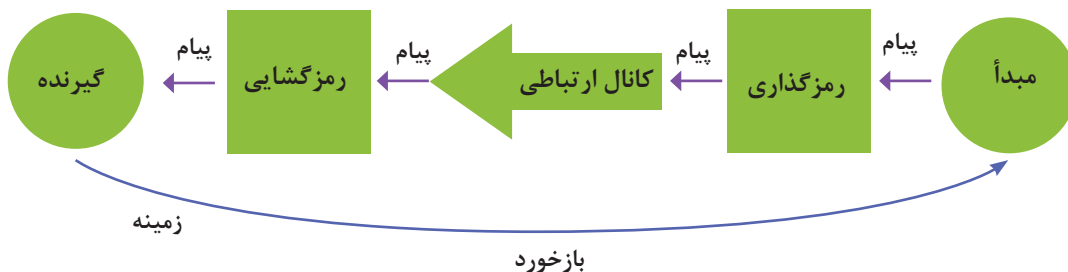 مبدأ
پیام
رمزگذاری
پیام
کانال ارتباطی
پیام
رمزگشایی
پیام
گیرنده
زمینه
بازخورد